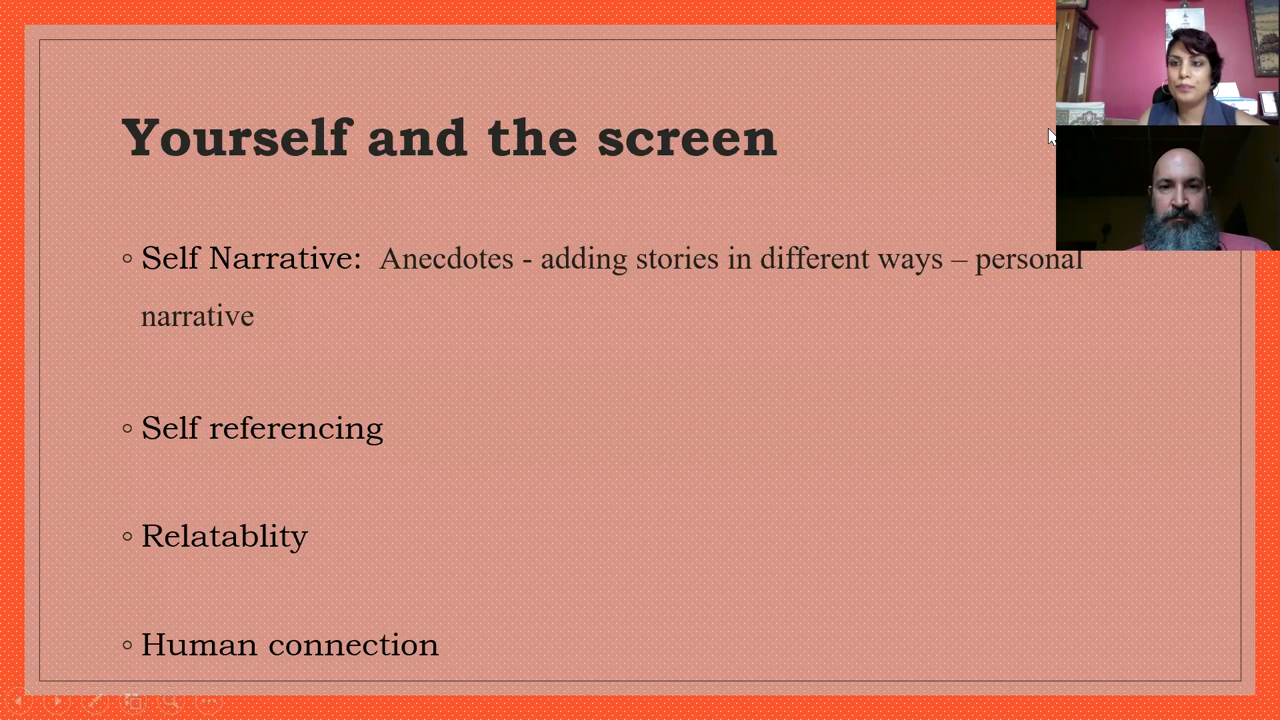 Yourself and the screen
◦ Self Narrative: Anecdotes - adding stories in different ways – personal
narrative
◦ Self referencing
◦ Relatablity
◦ Human connection